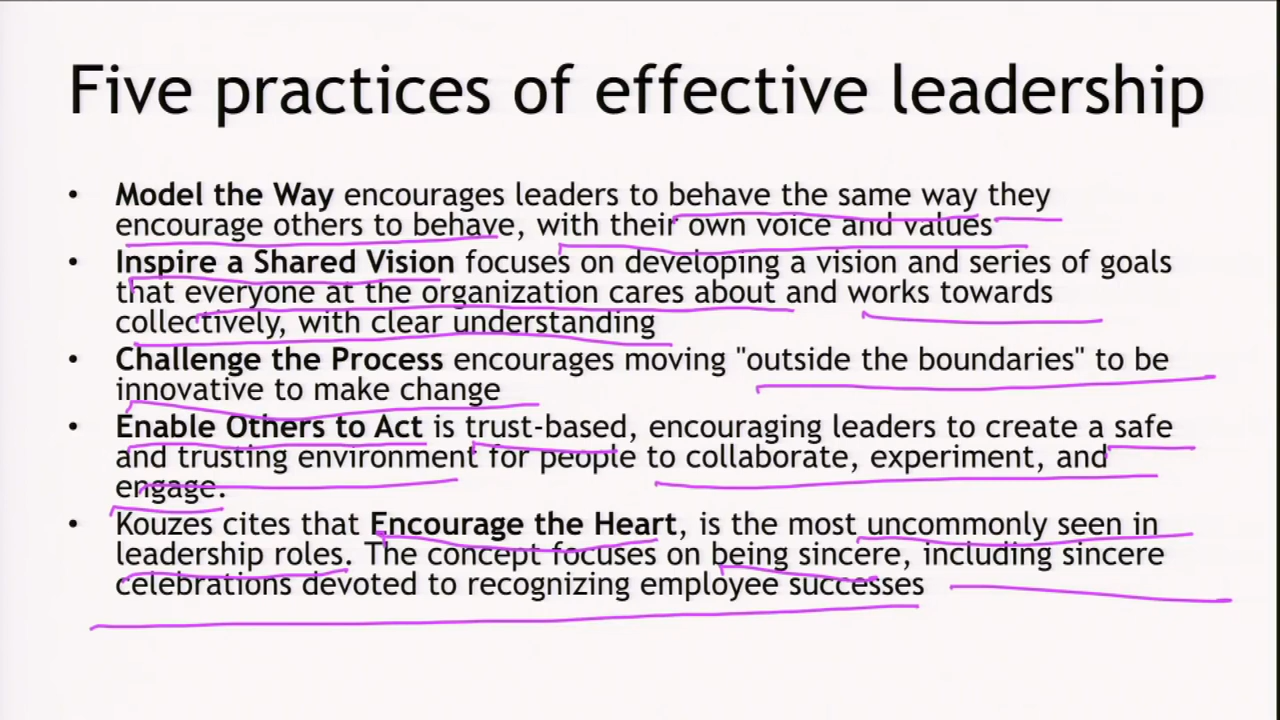 Five practices of effective leadership
• Model the Way encourages leaders to behave the same way they
encourage others to behave, with their own voice and values
• Inspire a Shared Vision focuses on developing a vision and series of goals
that everyone at the organization cares about and works towards
collectively, with clear understanding
• Challenge the Process encourages moving "outside the boundaries" to be
innovative to make change
• Enable Others to Act is trust-based, encouraging leaders to create a safe
and trusting environment for people to collaborate, experiment, and
engage.
• Kouzes cites that Encourage the Heart, is the most uncommonly seen in
leadership roles. The concept focuses on being sincere, including sincere
celebrations devoted to recognizing employee successes